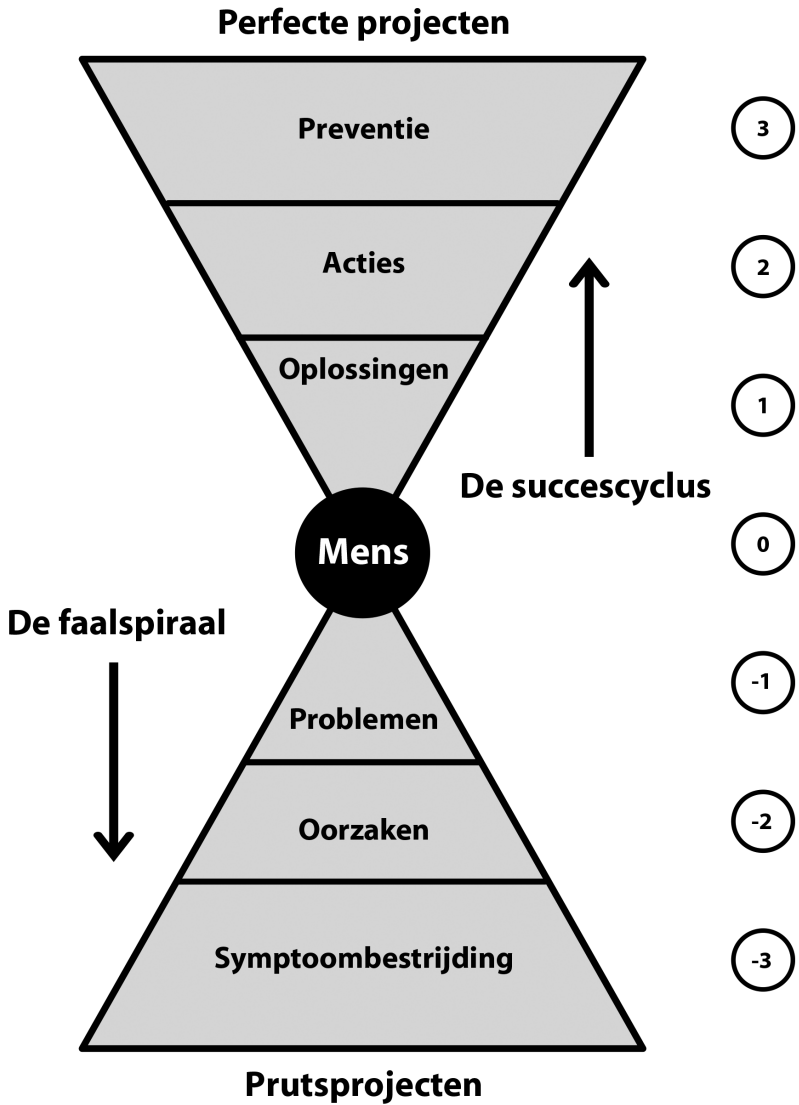 Perfecte projecten
Preventie
3
Acties
2
Oplossingen
1
De succescyclus
Mens
0
De faalspiraal
-1
Problemen
-2
Oorzaken
Symptoombestrijding
-3
Prutsprojecten